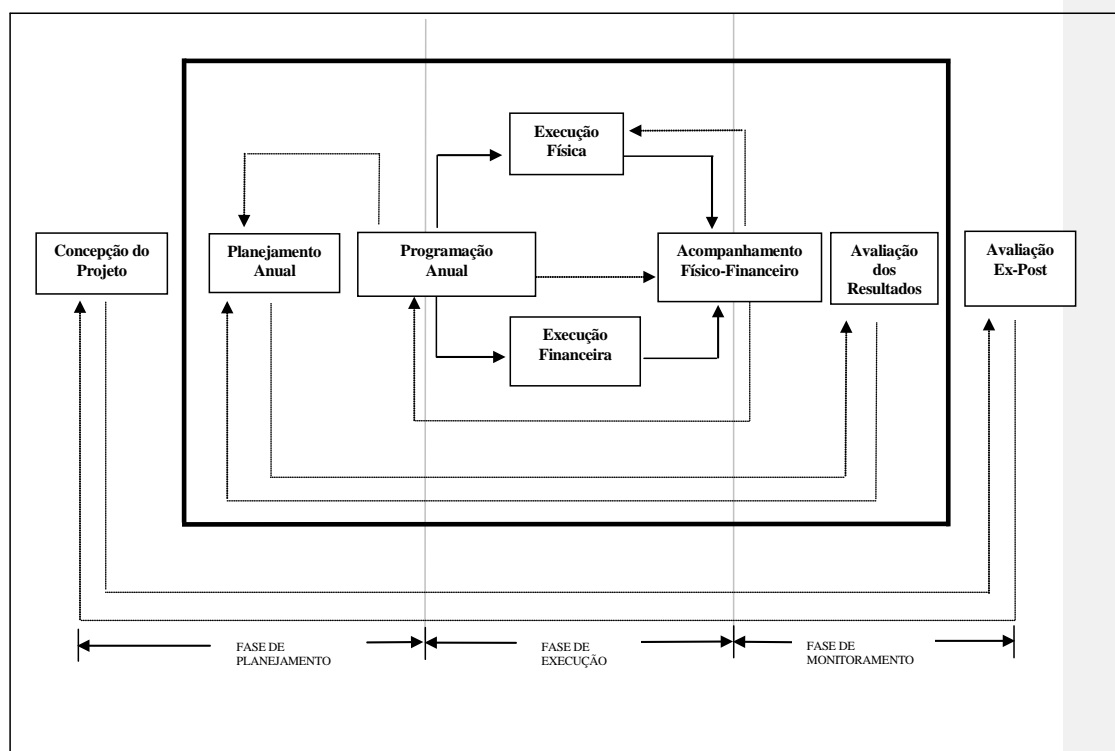 Execução
Física
Concepção do
Projeto
Planejamento
Anual
Programação
Anual
Acompanhamento
Físico-Financeiro
Avaliação
dos
Resultados
Avaliação
Ex-Post
Execução
Financeira
FASE DE
PLANEJAMENTO
FASE DE
EXECUÇÃO
FASE DE
MONITORAMENTO